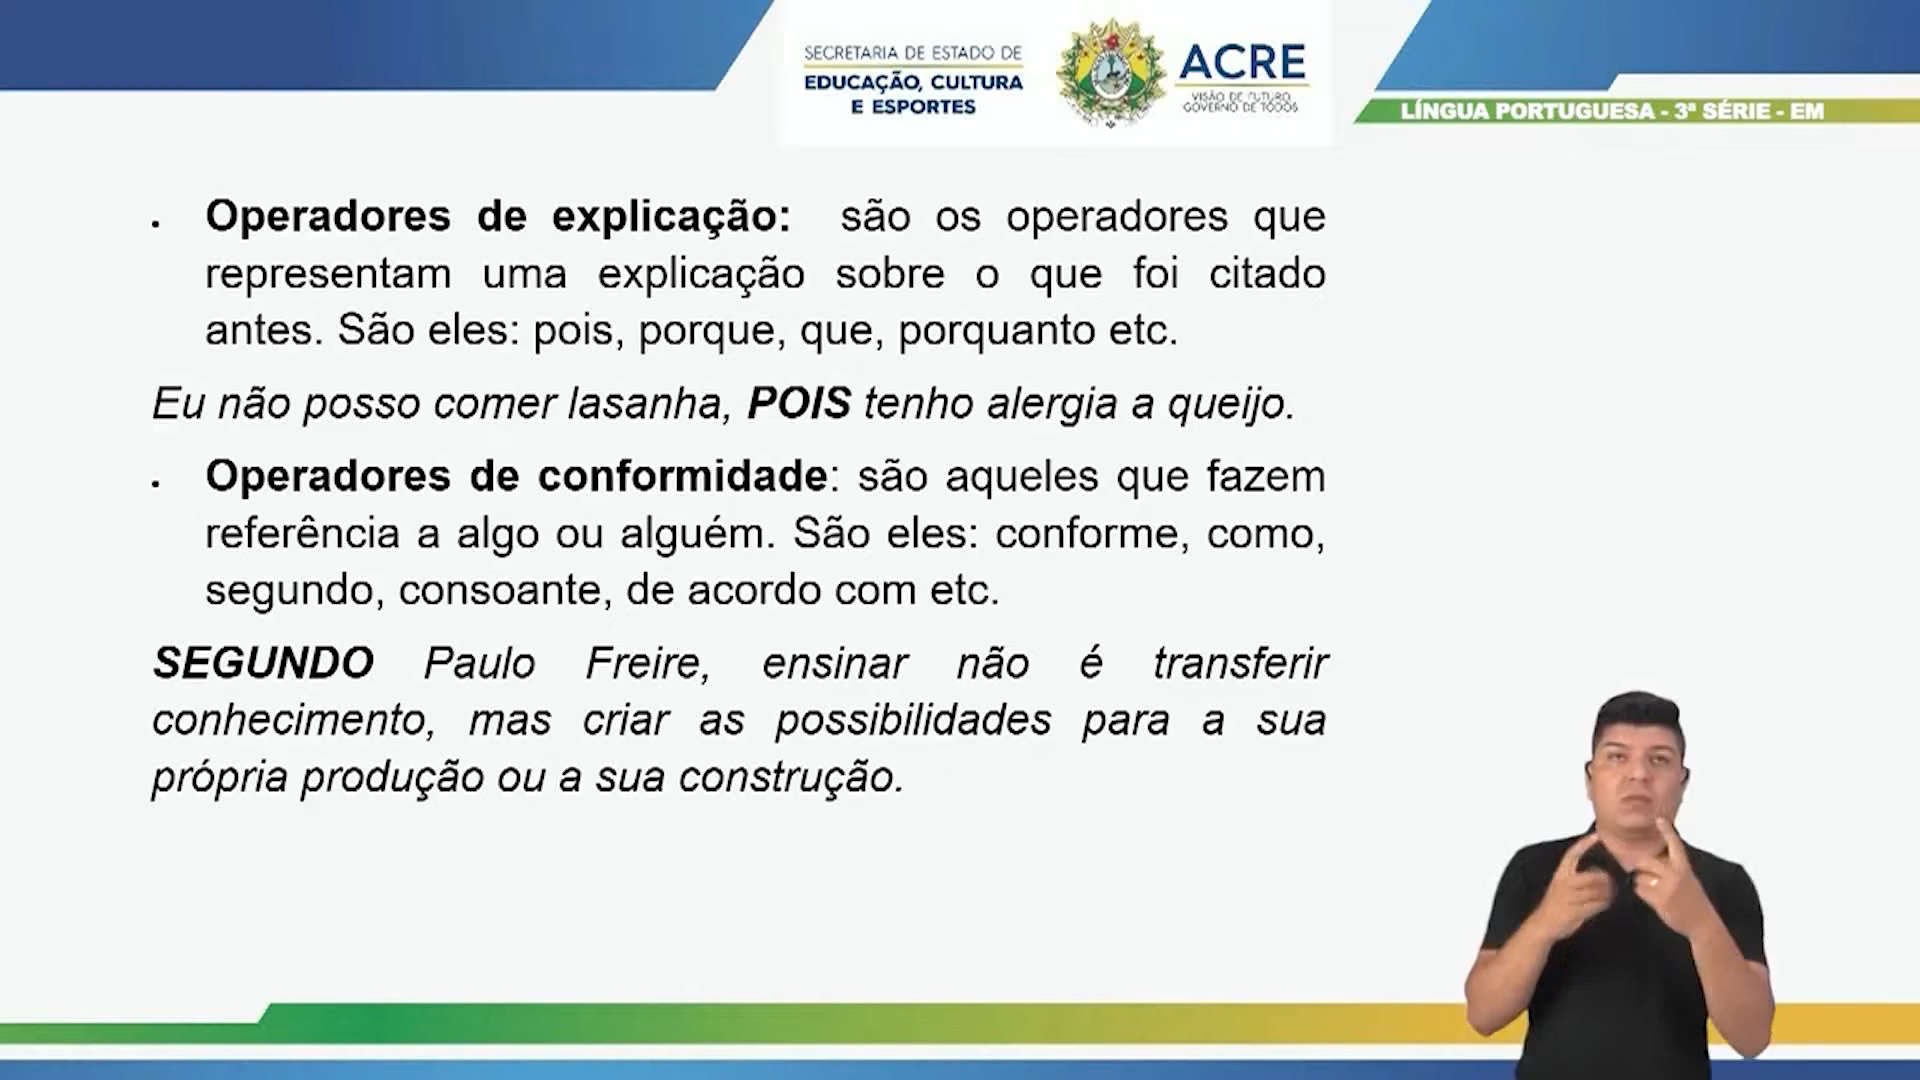 SECRETARIA DE ESTADO DE
EDUCAÇÃO, CULTURA
E ESPORTES
ACRE
VISÃO DE FUTURO
GOVERNO DE TODOS
LÍNGUA PORTUGUESA - 3ª SÉRIE - EM
• Operadores de explicação: são os operadores que
representam uma explicação sobre o que foi citado
antes. São eles: pois, porque, que, porquanto etc.
Eu não posso comer lasanha, POIS tenho alergia a queijo.
• Operadores de conformidade: são aqueles que fazem
referência a algo ou alguém. São eles: conforme, como,
segundo, consoante, de acordo com etc.
SEGUNDO Paulo Freire, ensinar não é transferir
conhecimento, mas criar as possibilidades para a sua
própria produção ou a sua construção.